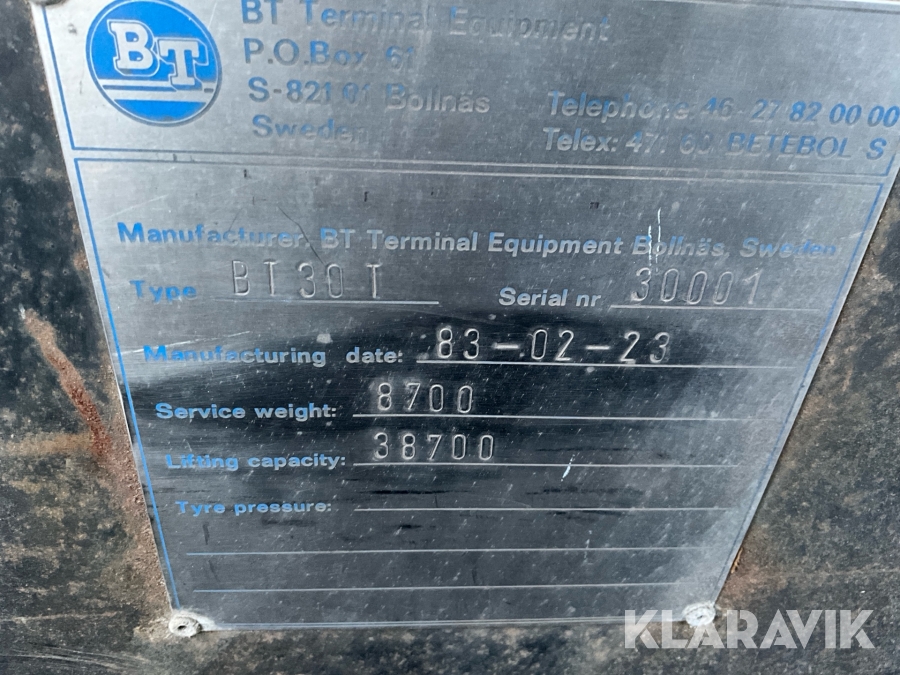 BT
BT Terminal Equipment
P.O.Box 61
S-821 01 Bollnäs
Sweden
Telephone: 46-27 82 00 00
Telex: 471 60 BETEBOL S
Manufacturer: BT Terminal Equipment Bollnäs, Sweden
Type BT30T Serial nr 30001
Manufacturing date: 83-02-23
Service weight: 8700
Lifting capacity: 38700
Tyre pressure:
KLARAVIK